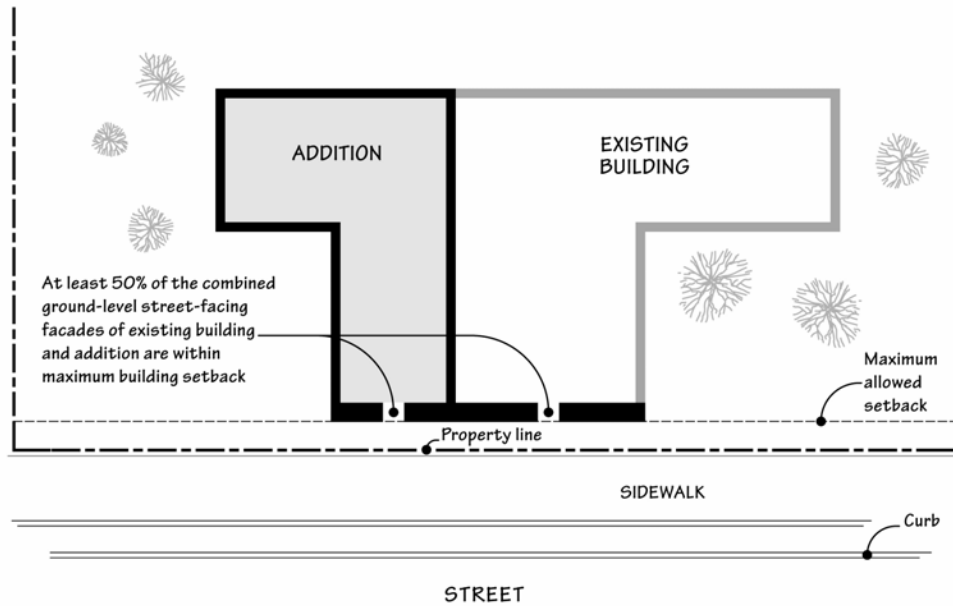 ADDITION
EXISTING
BUILDING
At least 50% of the combined
ground-level street-facing
facades of existing building
and addition are within
maximum building setback
Maximum
allowed
setback
Property line
SIDEWALK
Curb
STREET